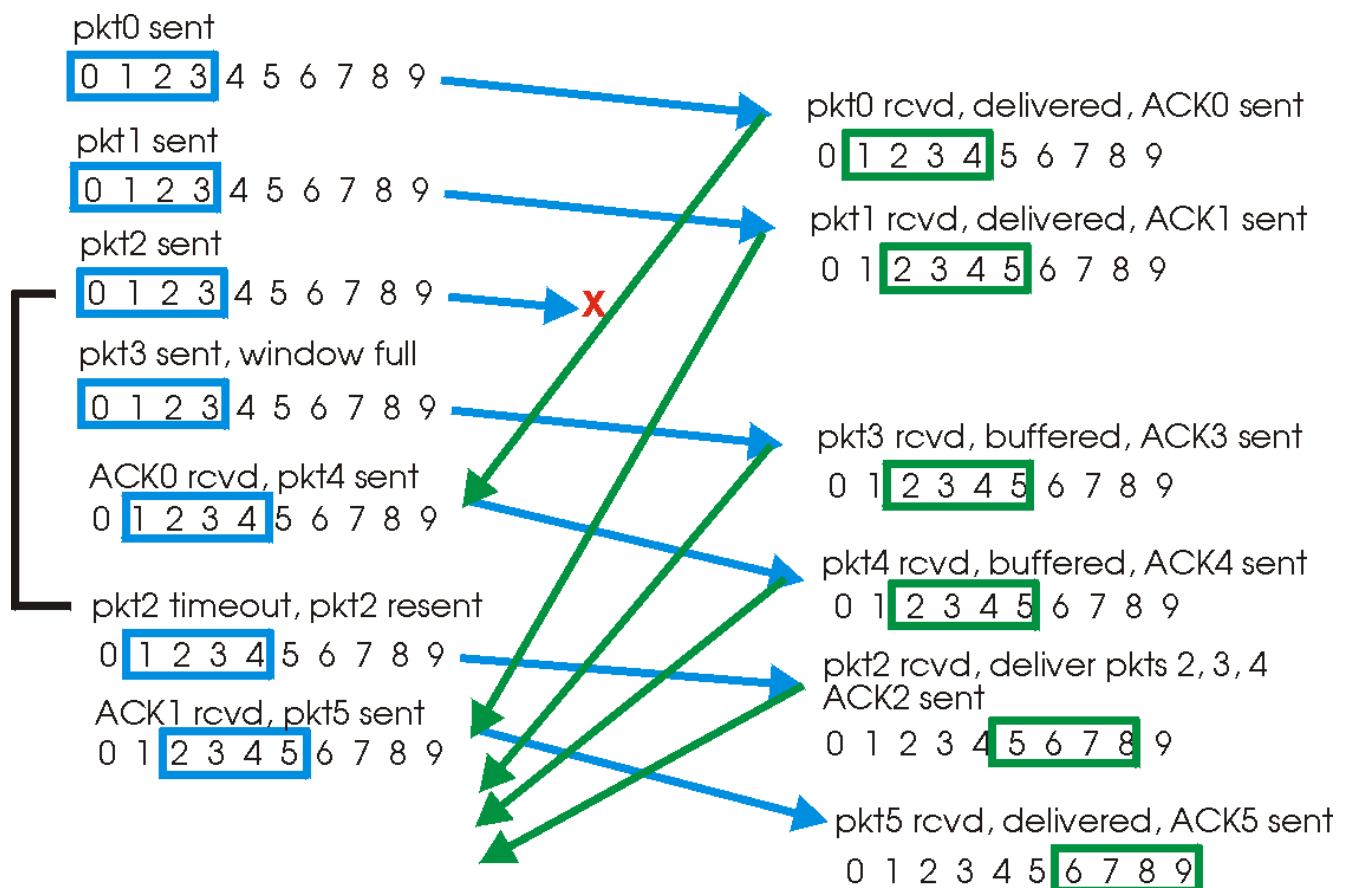 pkt0 sent
0 1 2 3 4 5 6 7 8 9
pkt1 sent
0 1 2 3 4 5 6 7 8 9
pkt2 sent
0 1 2 3 4 5 6 7 8 9
X
pkt3 sent, window full
0 1 2 3 4 5 6 7 8 9
ACK0 rcvd, pkt4 sent
0 1 2 3 4 5 6 7 8 9
pkt2 timeout, pkt2 resent
0 1 2 3 4 5 6 7 8 9
ACK1 rcvd, pkt5 sent
0 1 2 3 4 5 6 7 8 9
pkt0 rcvd, delivered, ACK0 sent
0 1 2 3 4 5 6 7 8 9
pkt1 rcvd, delivered, ACK1 sent
0 1 2 3 4 5 6 7 8 9
pkt3 rcvd, buffered, ACK3 sent
0 1 2 3 4 5 6 7 8 9
pkt4 rcvd, buffered, ACK4 sent
0 1 2 3 4 5 6 7 8 9
pkt2 rcvd, deliver pkts 2, 3, 4
ACK2 sent
0 1 2 3 4 5 6 7 8 9
pkt5 rcvd, delivered, ACK5 sent
0 1 2 3 4 5 6 7 8 9